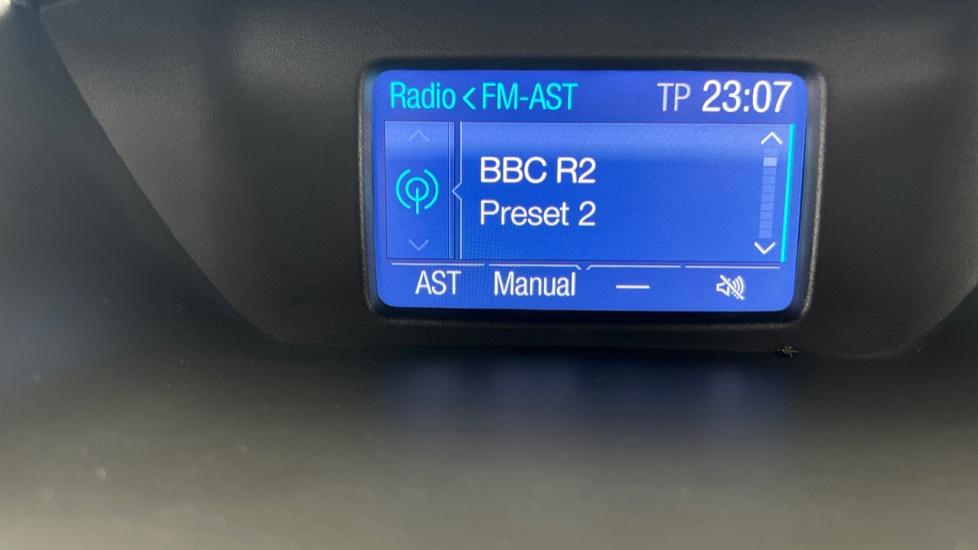 Radio < FM-AST TP 23:07
BBC R2
Preset 2
AST Manual —